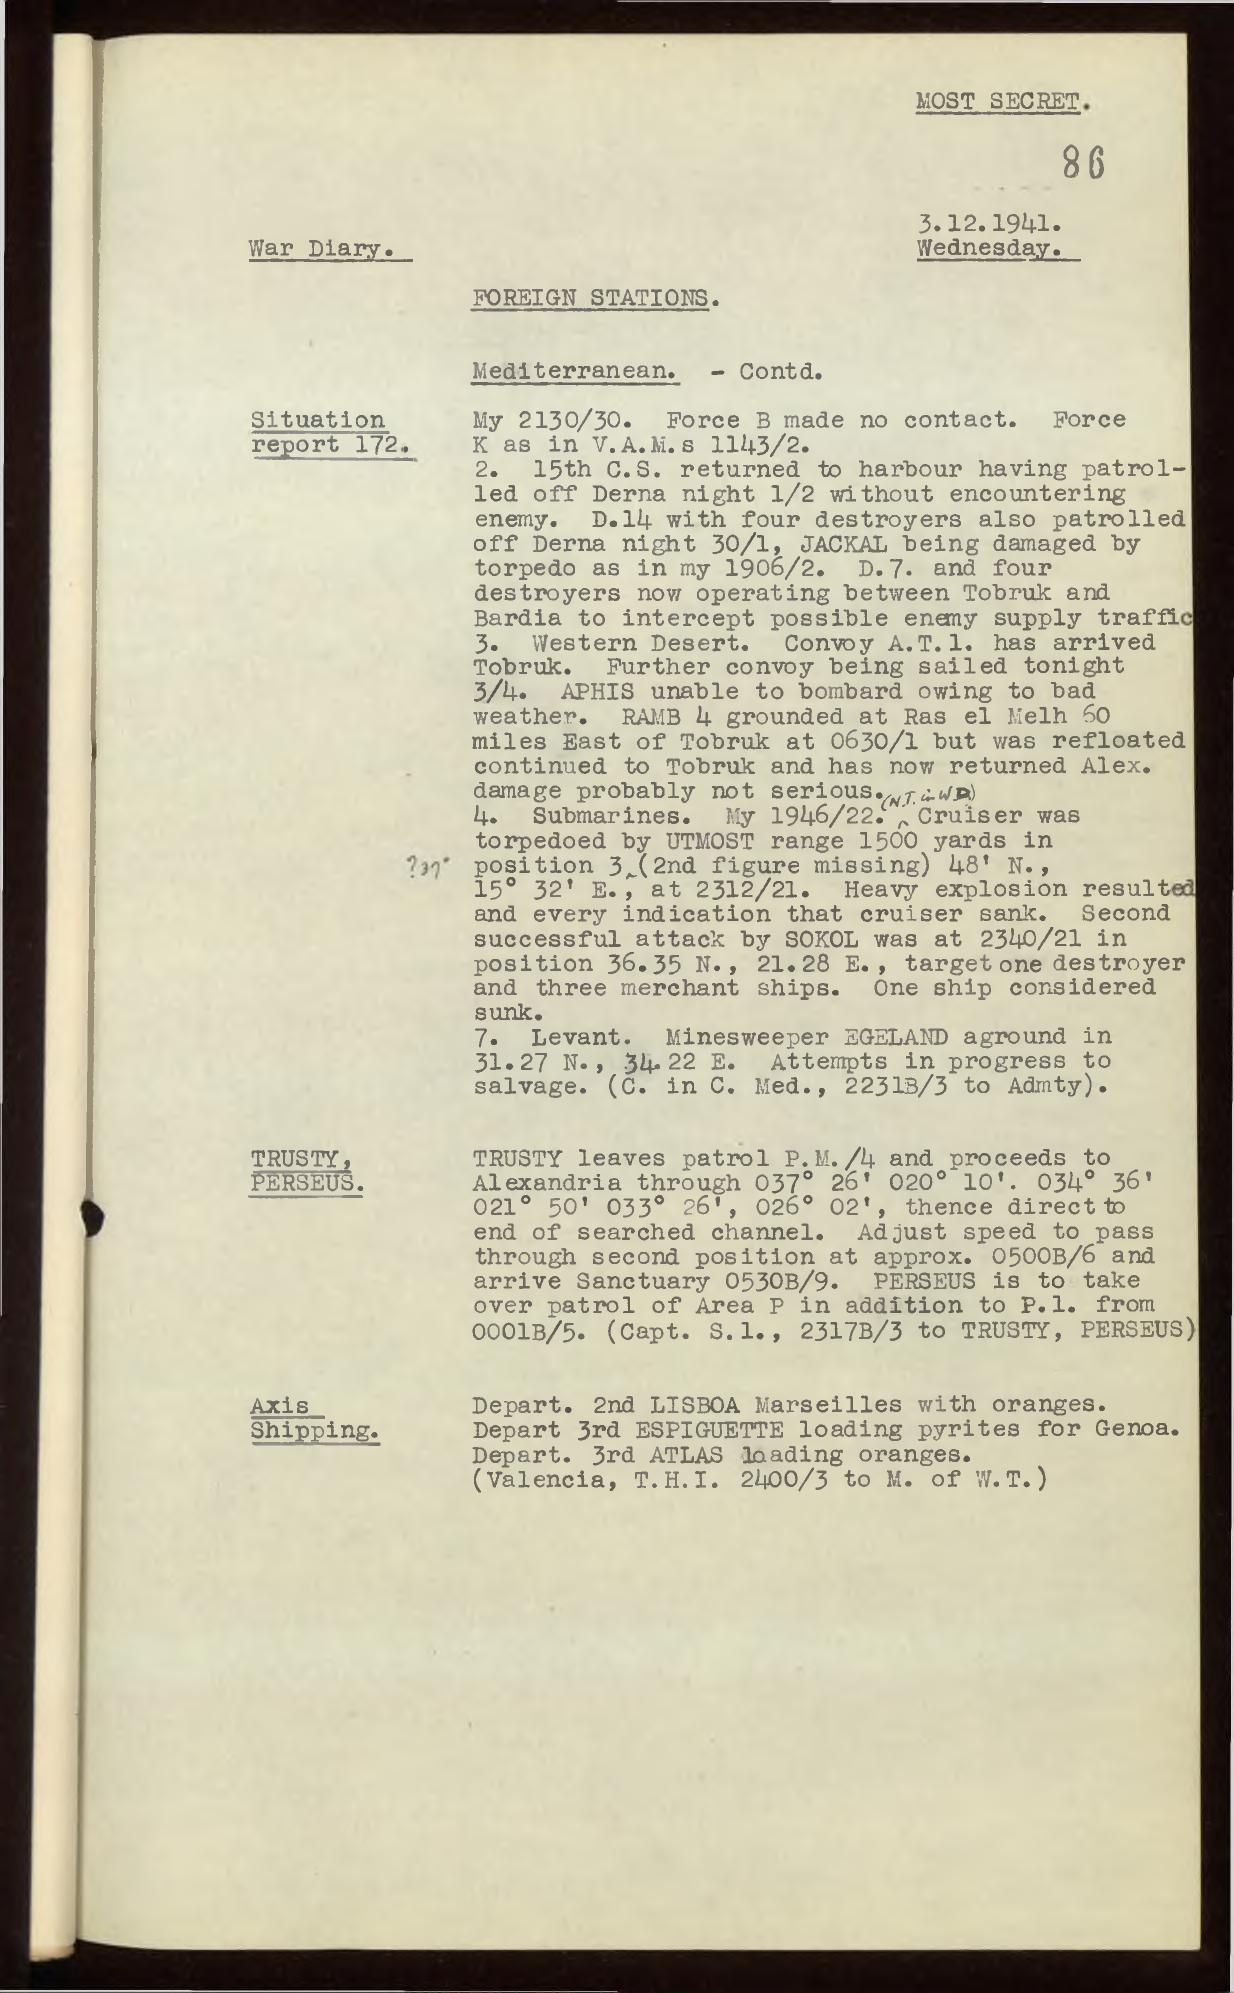 MOST SECRET.
86
3.12.1941.
War Diary.
Wednesday.
FOREIGN STATIONS.
Mediterranean. - Contd.
Situation
report 172.
My 2130/30. Force B made no contact. Force
K as in V.A.M.s 1143/2.
2. 15th C.S. returned to harbour having patrol-
led off Derna night 1/2 without encountering
enemy. D.14 with four destroyers also patrolled
off Derna night 30/1, JACKAL being damaged by
torpedo as in my 1906/2. D.7. and four
destroyers now operating between Tobruk and
Bardia to intercept possible enemy supply traffic
3. Western Desert. Convoy A.T.1. has arrived
Tobruk. Further convoy being sailed tonight
3/4. APHIS unable to bombard owing to bad
weather. RAMB 4 grounded at Ras el Melh 60
miles East of Tobruk at 0630/1 but was refloated
continued to Tobruk and has now returned Alex.
damage probably not serious.
(N.T. in WD)
4. Submarines. My 1946/22. Cruiser was
torpedoed by UTMOST range 1500 yards in
?37°
position 3 (2nd figure missing) 48' N.,
15° 32' E., at 2312/21. Heavy explosion resulted
and every indication that cruiser sank. Second
successful attack by SOKOL was at 2340/21 in
position 36.35 N., 21.28 E., target one destroyer
and three merchant ships. One ship considered
sunk.
7. Levant. Minesweeper EGELAND aground in
31.27 N., 34.22 E. Attempts in progress to
salvage. (C. in C. Med., 2231B/3 to Admty).
TRUSTY,
PERSEUS.
TRUSTY leaves patrol P.M./4 and proceeds to
Alexandria through 037° 26' 020° 10'. 034° 36'
021° 50' 033° 26', 026° 02', thence direct to
end of searched channel. Adjust speed to pass
through second position at approx. 0500B/6 and
arrive Sanctuary 0530B/9. PERSEUS is to take
over patrol of Area P in addition to P.1. from
0001B/5. (Capt. S.1., 2317B/3 to TRUSTY, PERSEUS)
Axis
Shipping.
Depart. 2nd LISBOA Marseilles with oranges.
Depart 3rd ESPIGUETTE loading pyrites for Genoa.
Depart. 3rd ATLAS loading oranges.
(Valencia, T.H.I. 2400/3 to M. of W.T.)